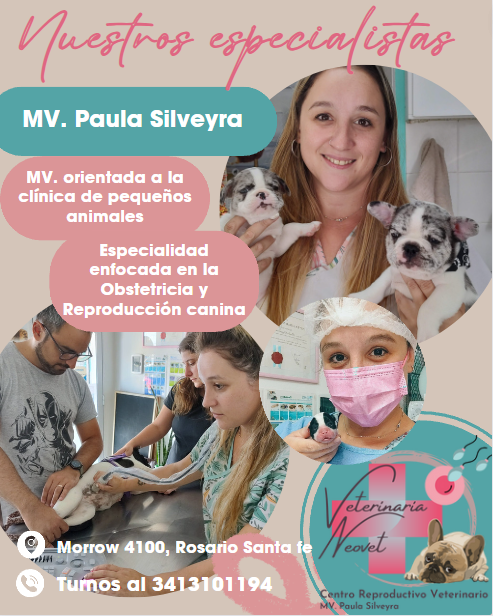 Nuestros especialistas
MV. Paula Silveyra
MV. orientada a la
clínica de pequeños
animales
Especialidad
enfocada en la
Obstetricia y
Reproducción canina
Morrow 4100, Rosario Santa fe
Turnos al 3413101194
Veterinaria
Neovet
Centro Reproductivo Veterinario
MV. Paula Silveyra